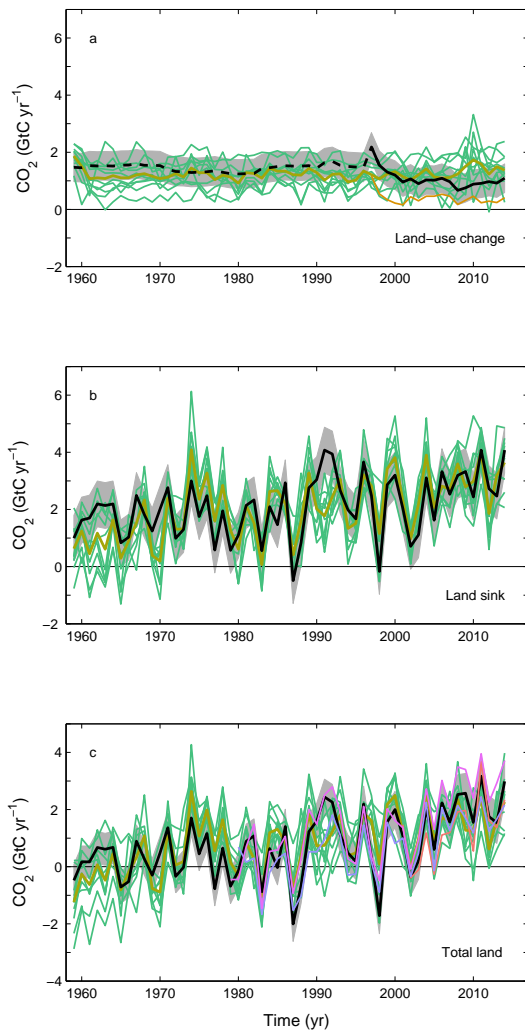 a
6
4
2
0
−2
CO₂ (GtC yr⁻¹)
Land−use change
1960 1970 1980 1990 2000 2010
b
6
4
2
0
−2
CO₂ (GtC yr⁻¹)
Land sink
1960 1970 1980 1990 2000 2010
c
4
2
0
−2
−4
CO₂ (GtC yr⁻¹)
Total land
1960 1970 1980 1990 2000 2010
Time (yr)